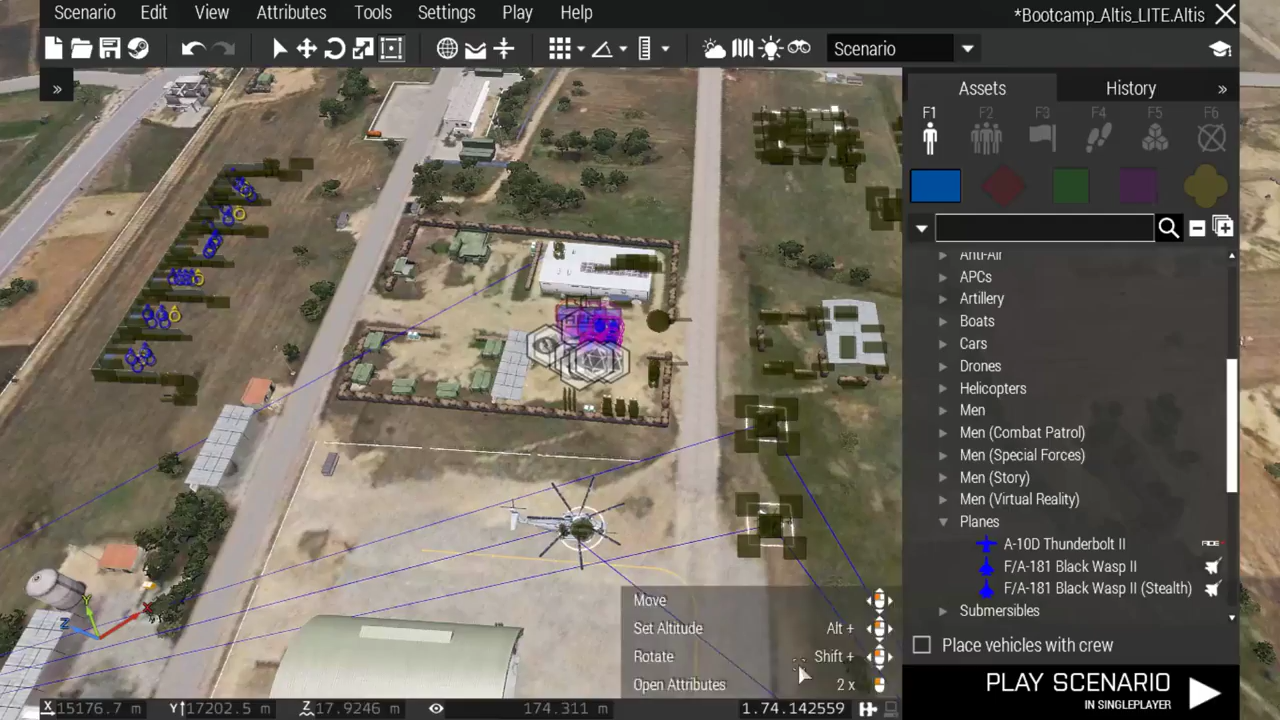 Scenario Edit View Attributes Tools Settings Play Help *Bootcamp_Altis_LITE.Altis
Scenario
Assets History »
»
F1 F2 F3 F4 F5 F6
Anti-Air
APCs
Artillery
Boats
Cars
Drones
Helicopters
Men
Men (Combat Patrol)
Men (Special Forces)
Men (Story)
Men (Virtual Reality)
Planes
A-10D Thunderbolt II
F/A-181 Black Wasp II
F/A-181 Black Wasp II (Stealth)
Submersibles
Place vehicles with crew
Move
Set Altitude Alt +
Rotate Shift +
Open Attributes 2 x
PLAY SCENARIO
IN SINGLEPLAYER
X 15176.7 m Y 17202.5 m Z 17.9246 m 174.311 m 1.74.142559
X
Y
Z